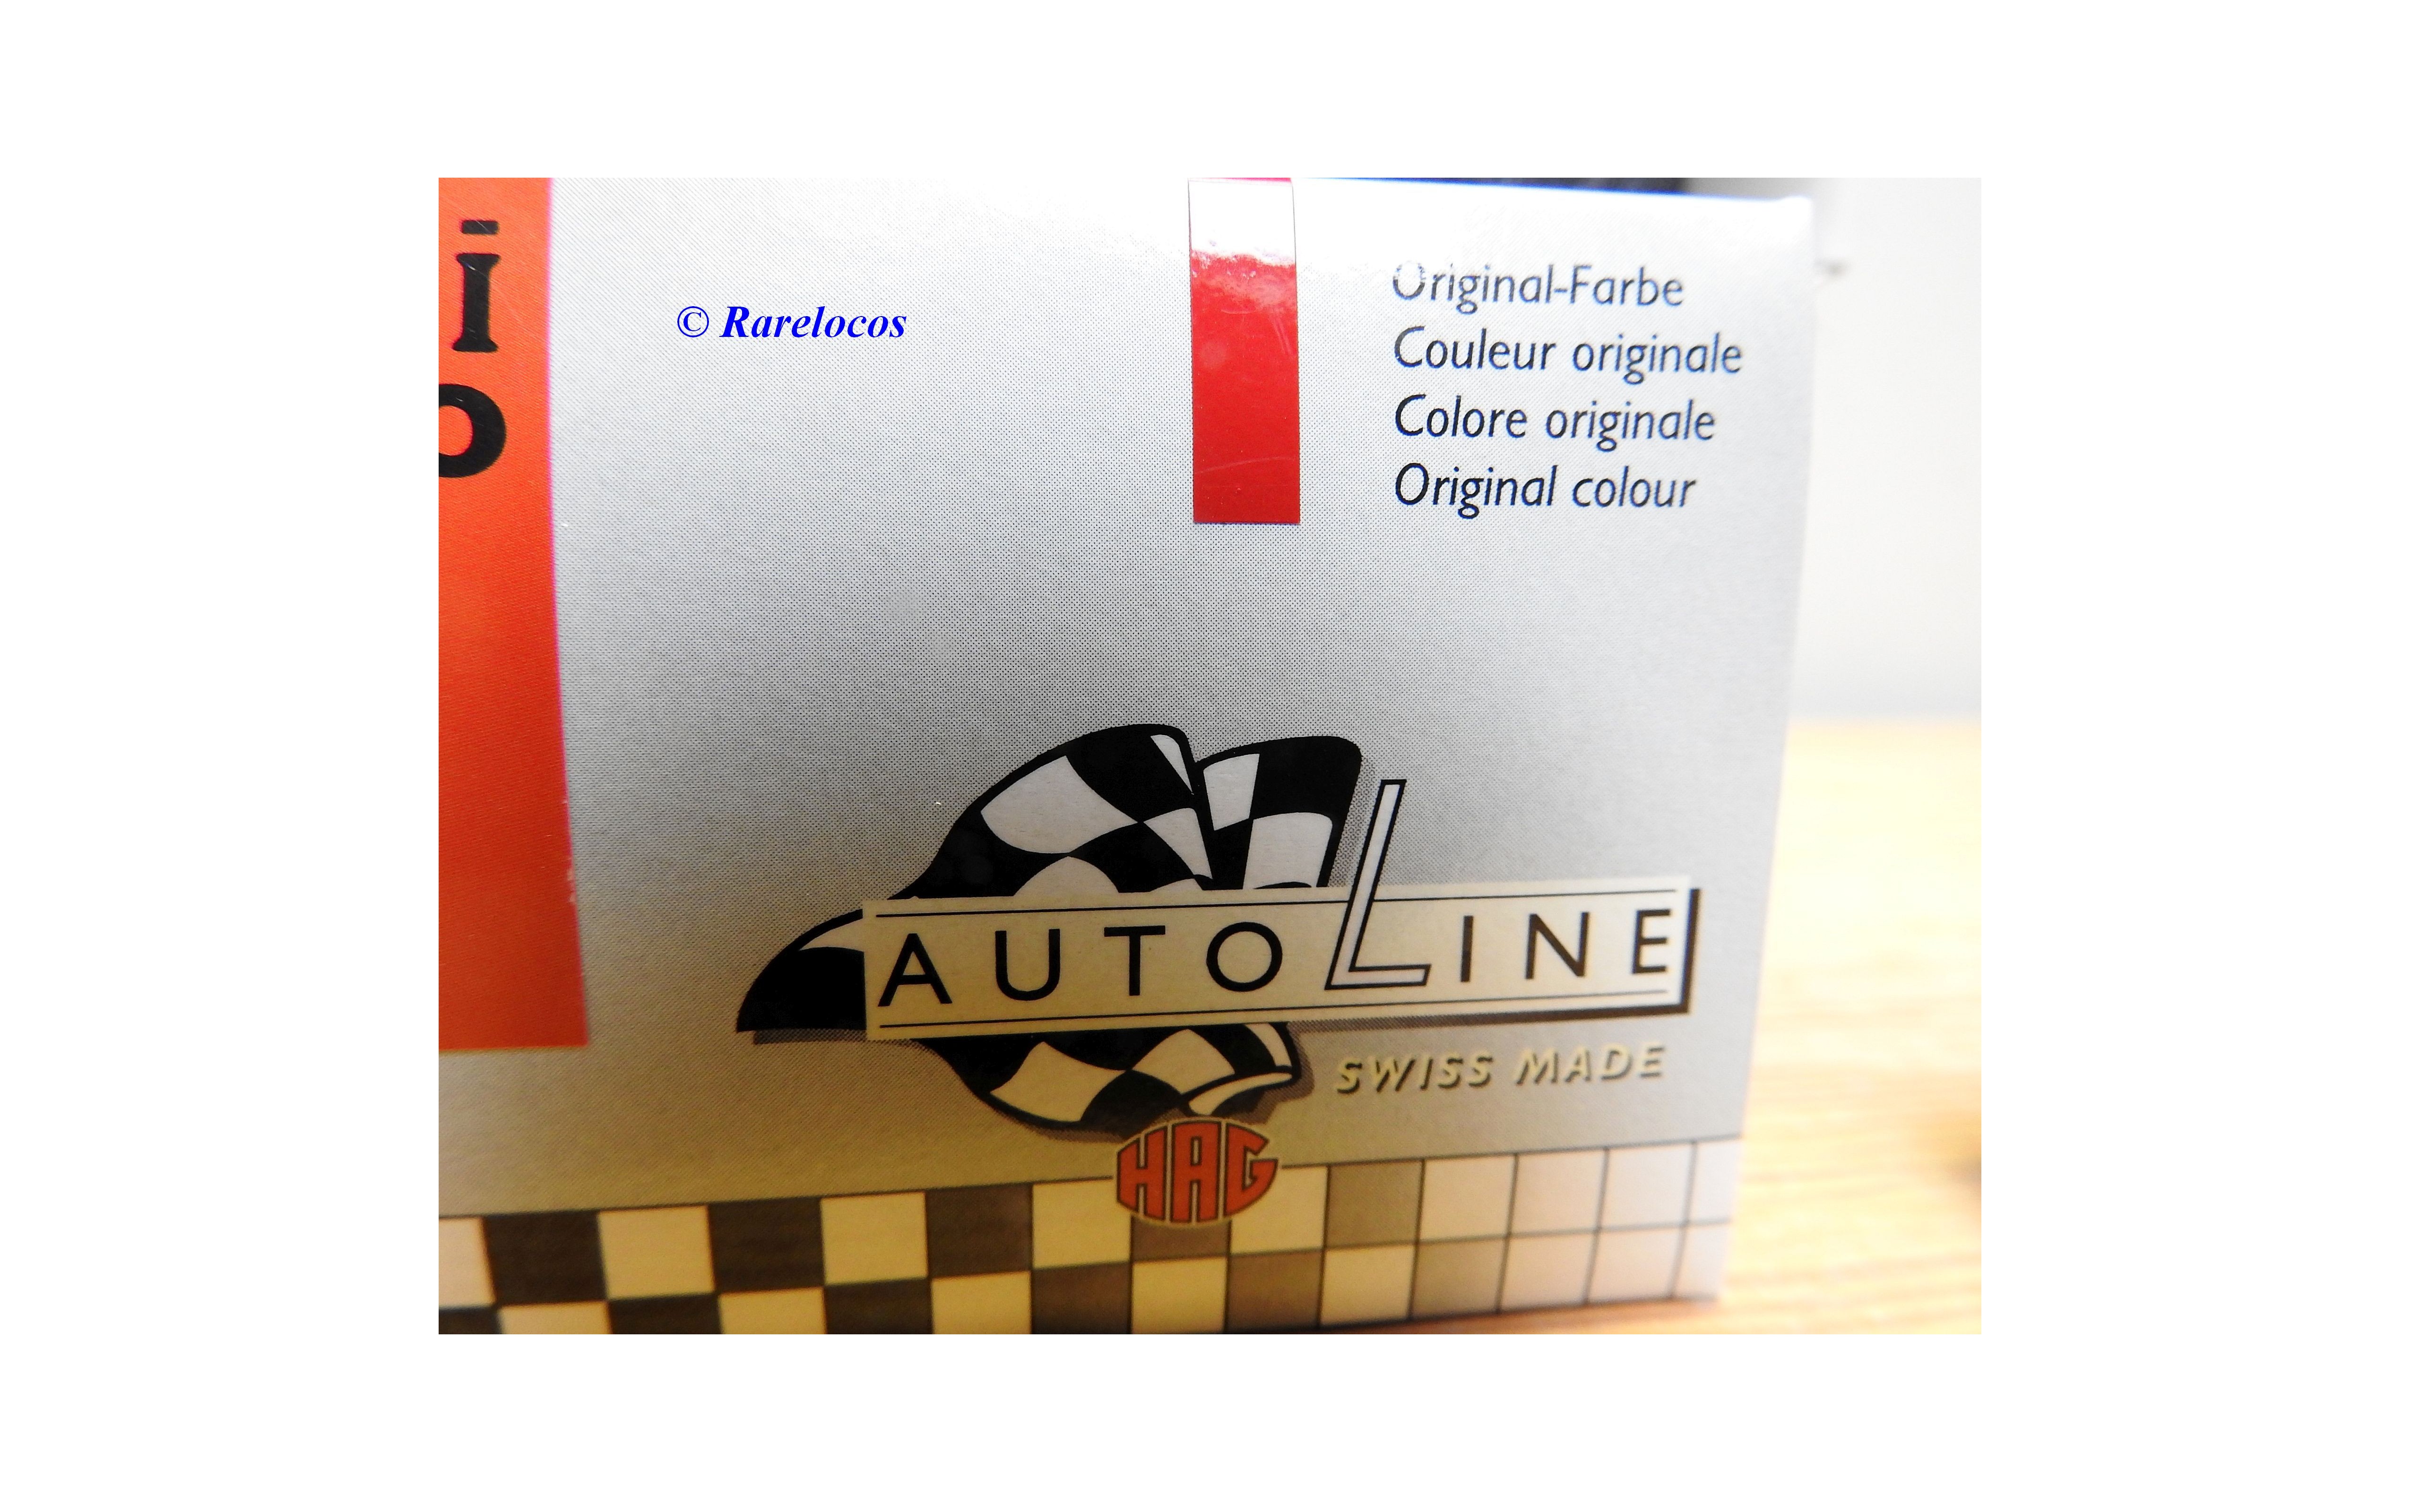 i
o
© Rarelocos
Original-Farbe
Couleur originale
Colore originale
Original colour
AUTOLINE
SWISS MADE
HAG